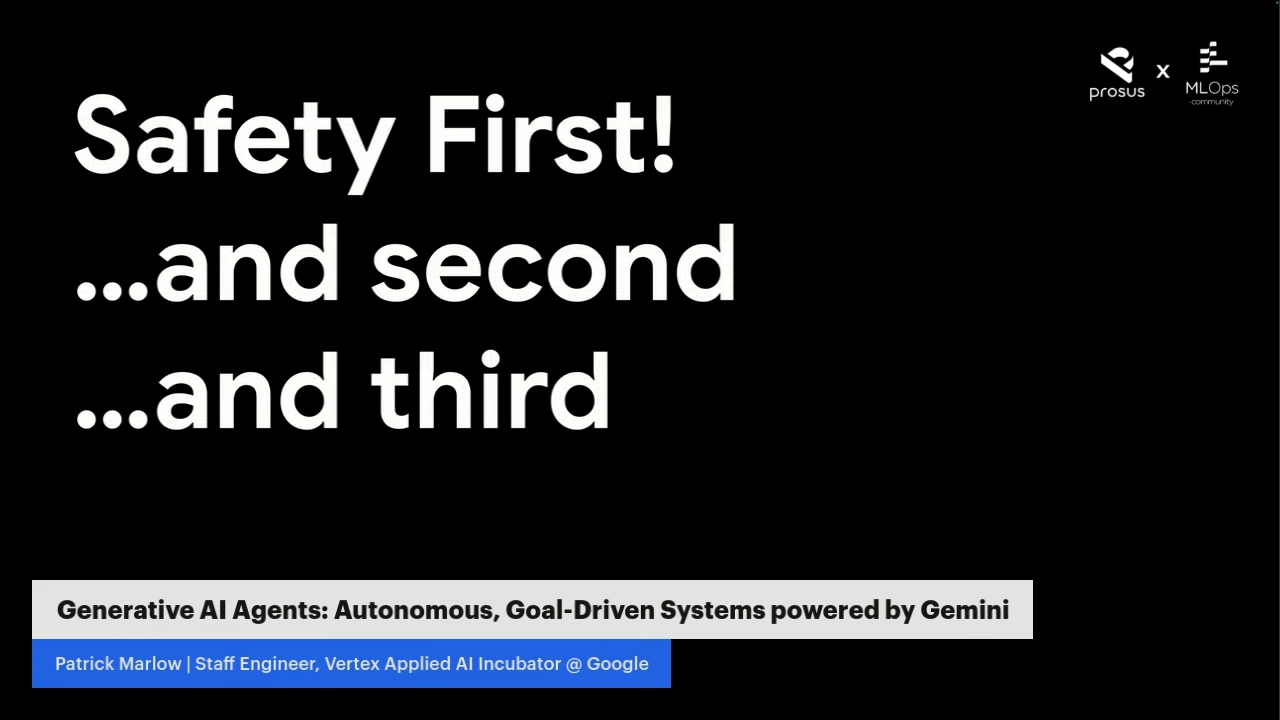 Safety First!
...and second
...and third
prosus x MLOps
community
Generative AI Agents: Autonomous, Goal-Driven Systems powered by Gemini
Patrick Marlow | Staff Engineer, Vertex Applied AI Incubator @ Google